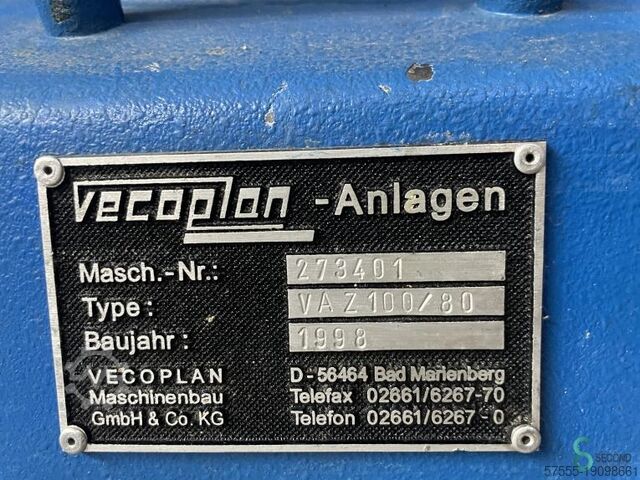 vecoplan -Anlagen
Masch.-Nr.: 273401
Type : VAZ100/80
Baujahr : 1998
VECOPLAN D - 56464 Bad Marienberg
Maschinenbau Telefax 02661/6267-70
GmbH & Co. KG Telefon 02661/6267 - 0
SECOND
57555-19098661